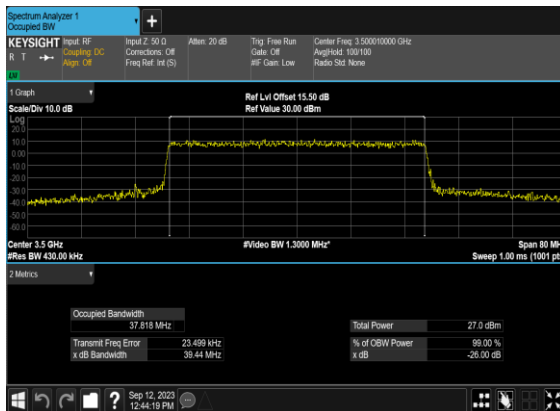 Spectrum Analyzer 1
Occupied BW
KEYSIGHT
R T
Input: RF
Coupling: DC
Align: Off
Input Z: 50 Ω
Corrections: Off
Freq Ref: Int (S)
Atten: 20 dB
Trig: Free Run
Gate: Off
#IF Gain: Low
Center Freq: 3.500010000 GHz
Avg|Hold: 100/100
Radio Std: None
1 Graph
Scale/Div 10.0 dB
Ref Lvl Offset 15.50 dB
Ref Value 30.00 dBm
Log
20.0
10.0
0.00
-10.0
-20.0
-30.0
-40.0
-50.0
-60.0
Center 3.5 GHz
#Video BW 1.3000 MHz*
Span 80 MH
#Res BW 430.00 kHz
Sweep 1.00 ms (1001 pts
2 Metrics
Occupied Bandwidth
37.818 MHz
Total Power 27.0 dBm
Transmit Freq Error 23.499 kHz
% of OBW Power 99.00 %
x dB Bandwidth 39.44 MHz
x dB -26.00 dB
Sep 12, 2023
12:44:19 PM